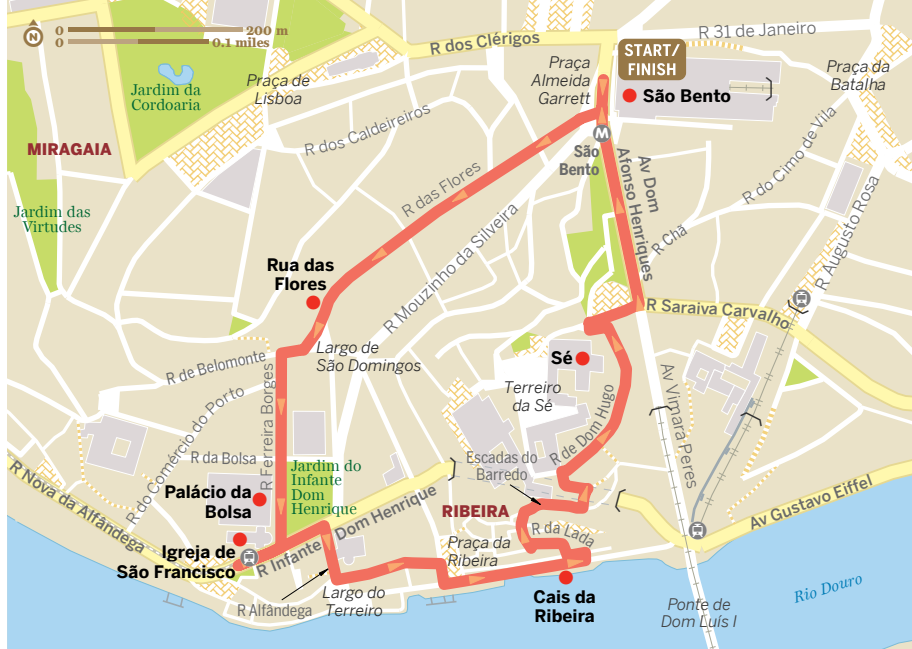 N
0
200 m
0
0.1 miles
R dos Clérigos
R 31 de Janeiro
START/
FINISH
São Bento
Praça
Almeida
Garrett
Praça da
Batalha
Praça de
Lisboa
Jardim da
Cordoaria
R dos Caldeireiros
MIRAGAIA
M
São
Bento
Av Dom
Afonso Henriques
R do Cimo de Vila
R das Flores
Jardim das
Virtudes
R Mouzinho da Silveira
R Chã
R Augusto Rosa
Rua das
Flores
R Saraiva Carvalho
Largo de
São Domingos
Sé
R de Belomonte
Terreiro
da Sé
R de Dom Hugo
Av Vimara Peres
R Ferreira Borges
R do Comércio do Porto
R da Bolsa
Escadas do
Barredo
Jardim do
Infante
Dom
Henrique
R Nova da Alfândega
Palácio da
Bolsa
RIBEIRA
Av Gustavo Eiffel
R Infante Dom Henrique
R da Lada
Igreja de
São Francisco
Praça da
Ribeira
R Alfândega
Largo do
Terreiro
Cais da
Ribeira
Ponte de
Dom Luís I
Rio Douro